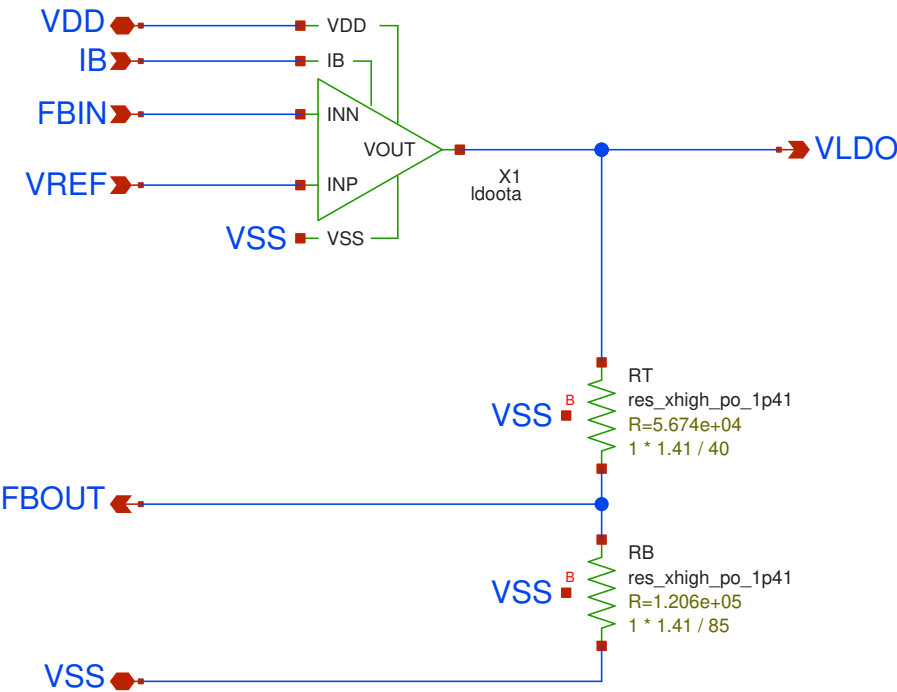 VDD
VDD
IB
IB
FBIN
INN
VOUT
VLDO
X1
ldoota
VREF
INP
VSS
VSS
RT
B
res_xhigh_po_1p41
VSS
R=5.674e+04
1 * 1.41 / 40
FBOUT
RB
B
res_xhigh_po_1p41
VSS
R=1.206e+05
1 * 1.41 / 85
VSS